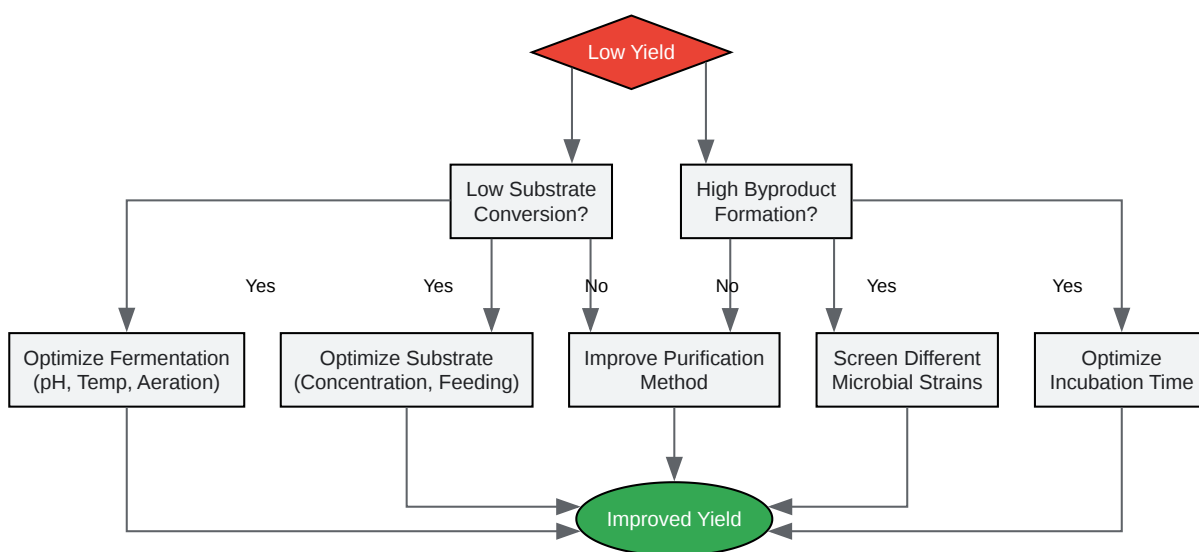 Low Yield
Low Substrate
Conversion?
High Byproduct
Formation?
Yes
Yes
No
No
Yes
Yes
Optimize Fermentation
(pH, Temp, Aeration)
Optimize Substrate
(Concentration, Feeding)
Improve Purification
Method
Screen Different
Microbial Strains
Optimize
Incubation Time
Improved Yield